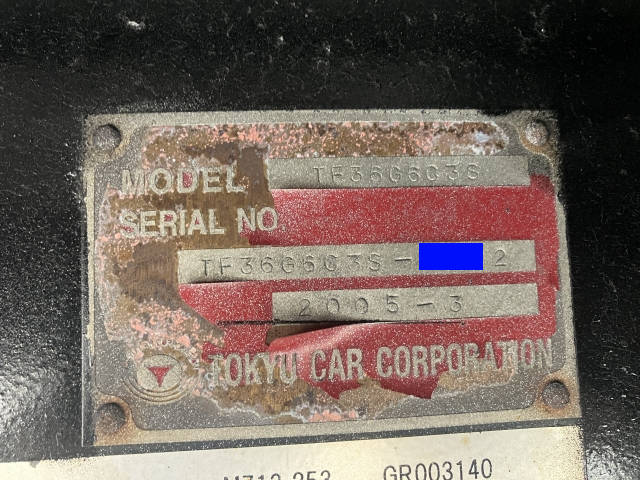 MODEL TF36G6C3S
SERIAL NO
TF36G6C3S- 2
2005-3
TOKYU CAR CORPORATION
GR003140